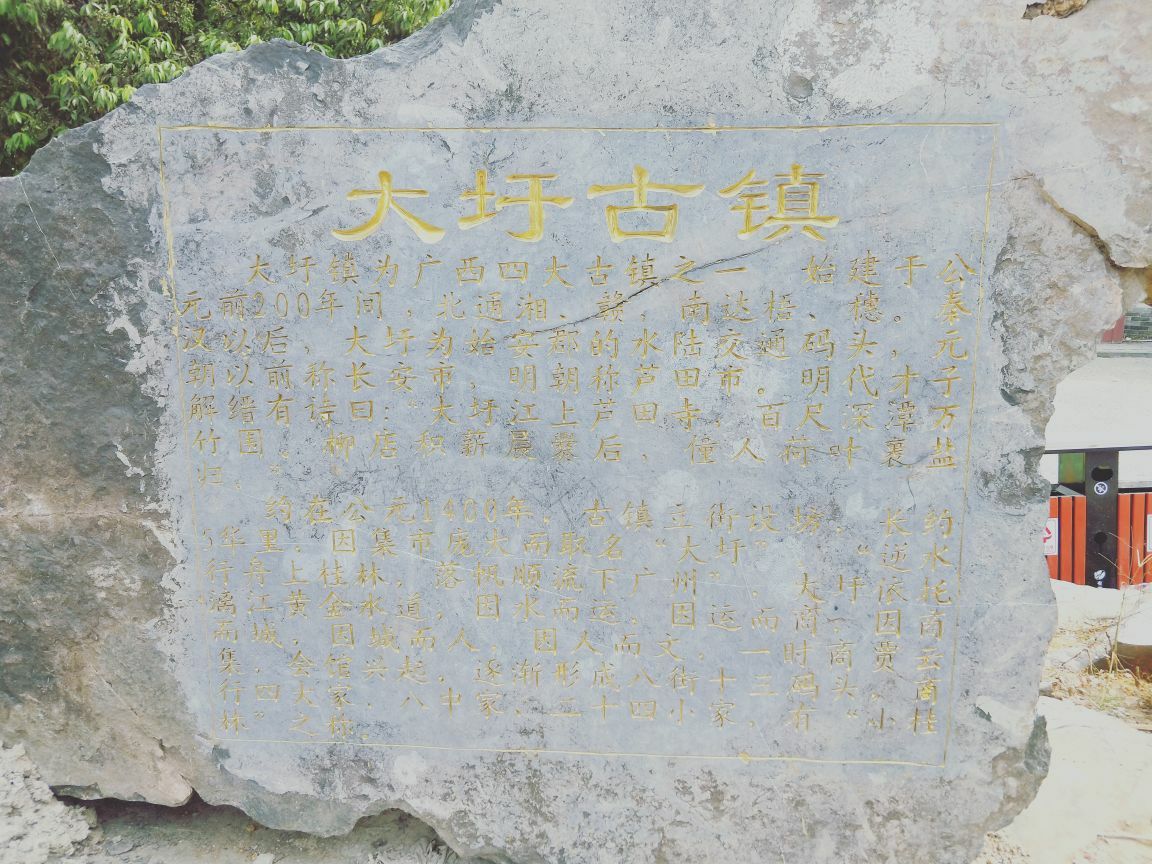 大圩古镇
大圩镇为广西四大古镇之一 始建于公
元前200年间,北通湘、赣,南达梧、穗。秦
汉以后,大圩为始安郡的水陆交通码头,元
朝以前称长安市,明朝称芦田市。明代才子
解缙有诗曰:“大圩江上芦田寺,百尺深潭万
竹围。柳店积薪晨爨后,僮人荷叶裹盐
归。”
约在公元1400年,古镇 街设坊,长约
5华里。因集市庞大而取名“大圩”。“逆水
行舟上桂林,落帆顺流下广州”,大圩依托
漓江黄金水道,因水而运,因运而商,因商
而城,因城而人,因人而文,一时商贾云
集,会馆兴起,逐渐形成八街十三码头,商
行四大家、八中家、二十四小家,有“小桂
林”之称。